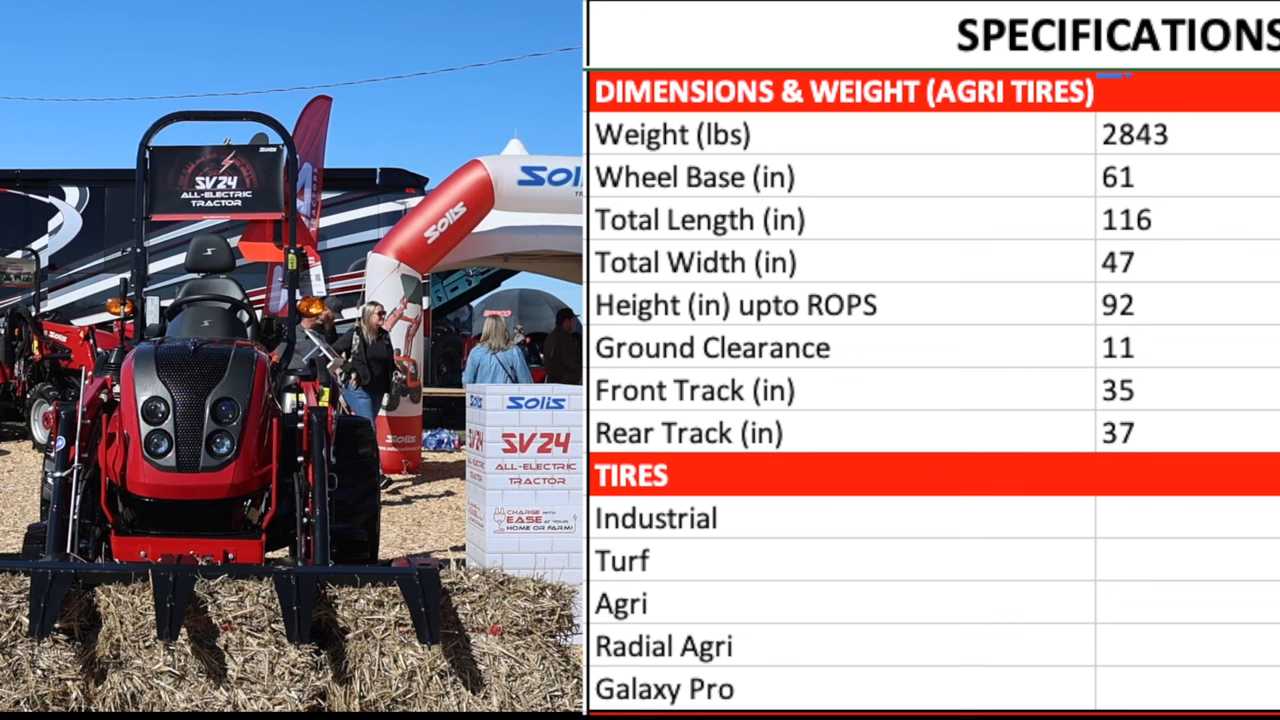 SV24
ALL-ELECTRIC
TRACTOR
SOLIS
SOLIS
SOLIS
SV24
ALL-ELECTRIC
TRACTOR
CHARGE WITH
EASE AT YOUR
HOME OR FARM!
SPECIFICATIONS
DIMENSIONS & WEIGHT (AGRI TIRES)
Weight (lbs) 2843
Wheel Base (in) 61
Total Length (in) 116
Total Width (in) 47
Height (in) upto ROPS 92
Ground Clearance 11
Front Track (in) 35
Rear Track (in) 37
TIRES
Industrial
Turf
Agri
Radial Agri
Galaxy Pro